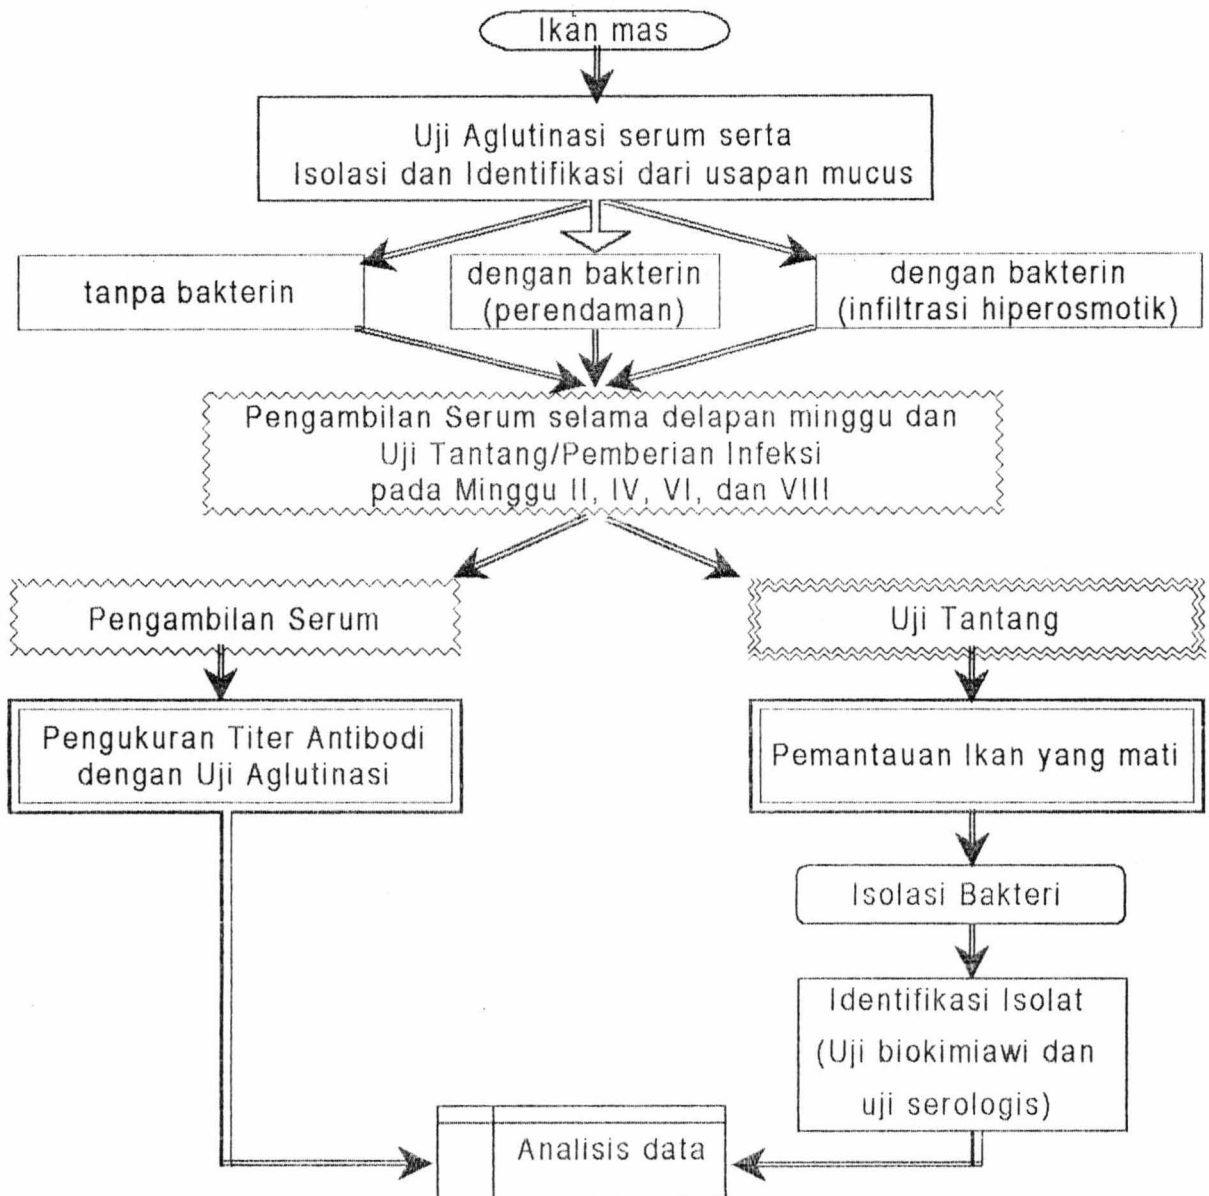 Ikan mas
Uji Aglutinasi serum serta
Isolasi dan Identifikasi dari usapan mucus
tanpa bakterin
dengan bakterin
(perendaman)
dengan bakterin
(infiltrasi hiperosmotik)
Pengambilan Serum selama delapan minggu dan
Uji Tantang/Pemberian Infeksi
pada Minggu II, IV, VI, dan VIII
Pengambilan Serum
Uji Tantang
Pengukuran Titer Antibodi
dengan Uji Aglutinasi
Pemantauan Ikan yang mati
Isolasi Bakteri
Identifikasi Isolat
(Uji biokimiawi dan
uji serologis)
Analisis data